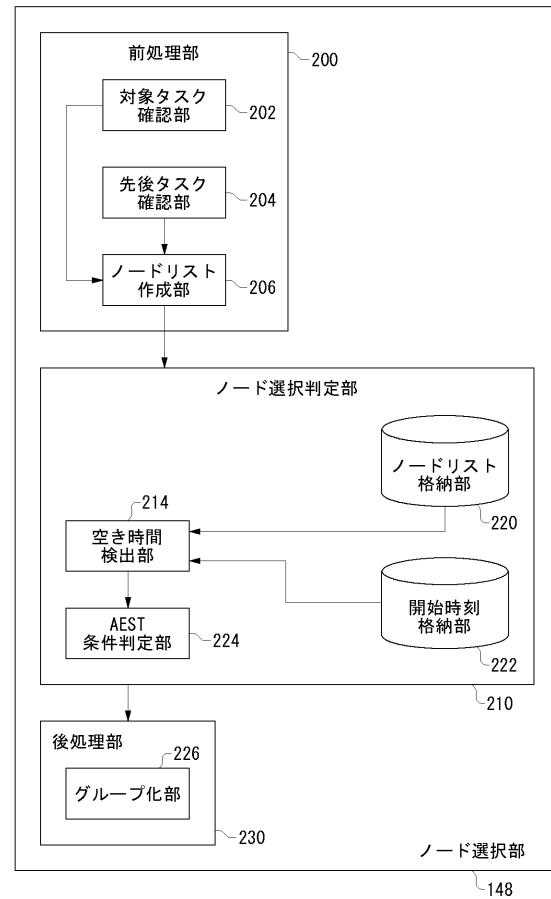 前処理部
200
対象タスク
確認部
202
先後タスク
確認部
204
ノードリスト
作成部
206
ノード選択判定部
ノードリスト
格納部
220
214
空き時間
検出部
開始時刻
格納部
222
AEST
条件判定部
224
210
後処理部
226
グループ化部
230
ノード選択部
148